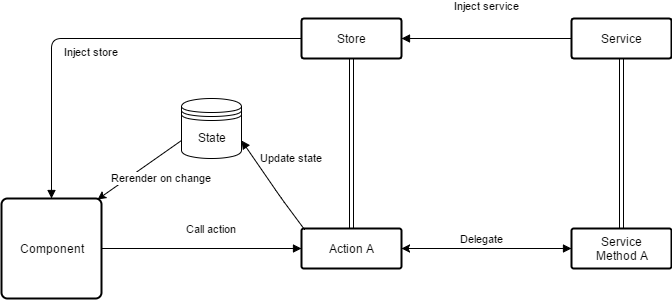 Inject service
Store
Service
Inject store
State
Update state
Rerender on change
Call action
Delegate
Component
Action A
Service
Method A